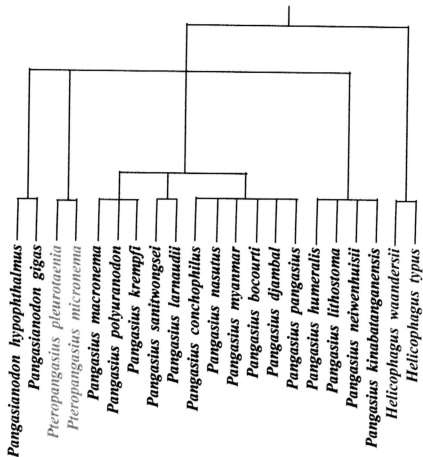 Pangasianodon hypophthalmus
Pangasianodon gigas
Pteropangasius pleurotaenia
Pteropangasius micronema
Pangasius macronema
Pangasius polyuranodon
Pangasius krempfi
Pangasius sanitwongsei
Pangasius larnaudii
Pangasius conchophilus
Pangasius nasutus
Pangasius myanmar
Pangasius bocourti
Pangasius djambal
Pangasius pangasius
Pangasius humeralis
Pangasius lithostoma
Pangasius neiwenhuisii
Pangasius kinabatanganensis
Helicophagus waandersii
Helicophagus typus